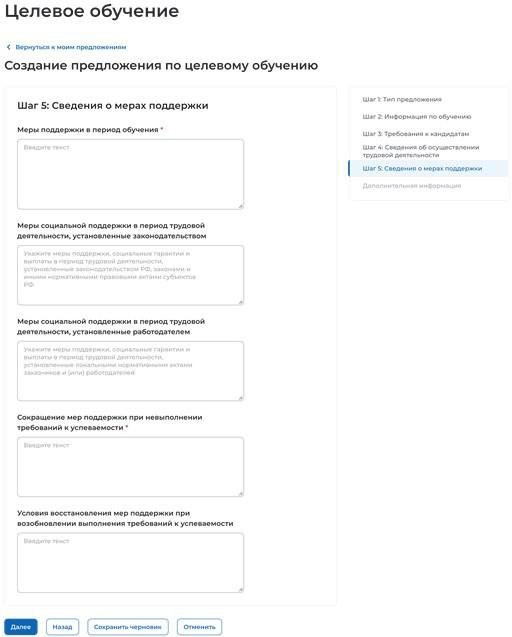 Целевое обучение
Вернуться к моим предложениям
Создание предложения по целевому обучению
Шаг 5: Сведения о мерах поддержки
Меры поддержки в период обучения *
Введите текст
Меры социальной поддержки в период трудовой
деятельности, установленные законодательством
Укажите меры поддержки, социальные гарантии и
выплаты в период трудовой деятельности,
установленные законодательством РФ, законами и
иными нормативными правовыми актами субъектов
РФ
Меры социальной поддержки в период трудовой
деятельности, установленные работодателем
Укажите меры поддержки, социальные гарантии и
выплаты в период трудовой деятельности,
установленные локальными нормативными актами
заказчиков и (или) работодателей
Сокращение мер поддержки при невыполнении
требований к успеваемости *
Введите текст
Условия восстановления мер поддержки при
возобновлении выполнения требований к успеваемости
Введите текст
Далее
Назад
Сохранить черновик
Отменить
Шаг 1: Тип предложения
Шаг 2: Информация по обучению
Шаг 3: Требования к кандидатам
Шаг 4: Сведения об осуществлении
трудовой деятельности
Шаг 5: Сведения о мерах поддержки
Дополнительная информация